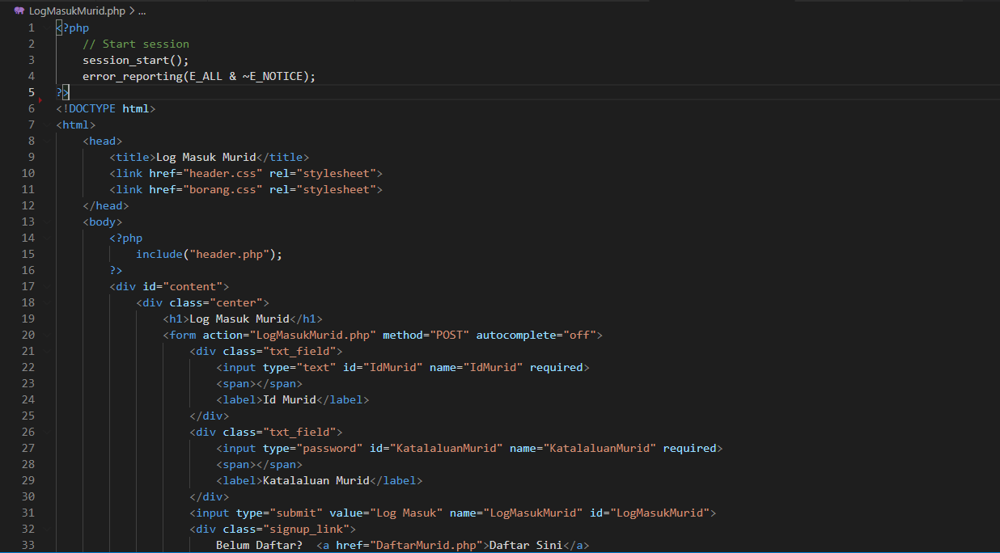 LogMasukMurid.php > ...
1 <?php
2 // Start session
3 session_start();
4 error_reporting(E_ALL & ~E_NOTICE);
5 ?>
6 <!DOCTYPE html>
7 <html>
8 <head>
9 <title>Log Masuk Murid</title>
10 <link href="header.css" rel="stylesheet">
11 <link href="borang.css" rel="stylesheet">
12 </head>
13 <body>
14 <?php
15 include("header.php");
16 ?>
17 <div id="content">
18 <div class="center">
19 <h1>Log Masuk Murid</h1>
20 <form action="LogMasukMurid.php" method="POST" autocomplete="off">
21 <div class="txt_field">
22 <input type="text" id="IdMurid" name="IdMurid" required>
23 <span></span>
24 <label>Id Murid</label>
25 </div>
26 <div class="txt_field">
27 <input type="password" id="KatalaluanMurid" name="KatalaluanMurid" required>
28 <span></span>
29 <label>Katalaluan Murid</label>
30 </div>
31 <input type="submit" value="Log Masuk" name="LogMasukMurid" id="LogMasukMurid">
32 <div class="signup_link">
33 Belum Daftar? <a href="DaftarMurid.php">Daftar Sini</a>